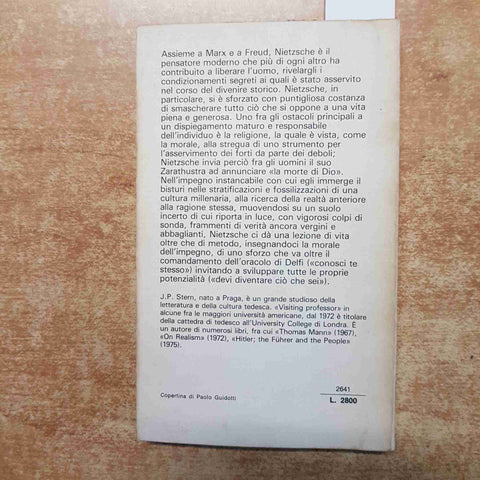 Assieme a Marx e a Freud, Nietzsche è il
pensatore moderno che più di ogni altro ha
contribuito a liberare l'uomo, rivelargli i
condizionamenti segreti ai quali è stato asservito
nel corso del divenire storico. Nietzsche, in
particolare, si è sforzato con puntigliosa costanza
di smascherare tutto ciò che si oppone a una vita
piena e generosa. Uno fra gli ostacoli principali a
un dispiegamento maturo e responsabile
dell'individuo è la religione, la quale è vista, come
la morale, alla stregua di uno strumento per
l'asservimento dei forti da parte dei deboli;
Nietzsche invia perciò fra gli uomini il suo
Zarathustra ad annunciare «la morte di Dio».
Nell'impegno instancabile con cui egli immerge il
bisturi nelle stratificazioni e fossilizzazioni di una
cultura millenaria, alla ricerca della realtà anteriore
alla ragione stessa, muovendosi su un suolo
incerto di cui riporta in luce, con vigorosi colpi di
sonda, frammenti di verità ancora vergini e
abbaglianti, Nietzsche ci dà una lezione di vita
oltre che di metodo, insegnandoci la morale
dell'impegno, di uno sforzo che va oltre il
comandamento dell'oracolo di Delfi («conosci te
stesso») invitando a sviluppare tutte le proprie
potenzialità («devi diventare ciò che sei»).
J.P. Stern, nato a Praga, è un grande studioso della
letteratura e della cultura tedesca. «Visiting professor» in
alcune fra le maggiori università americane, dal 1972 è titolare
della cattedra di tedesco all'University College di Londra. È
un autore di numerosi libri, fra cui «Thomas Mann» (1967),
«On Realism» (1972), «Hitler; the Führer and the People»
(1975).
2641
Copertina di Paolo Guidotti
L. 2800